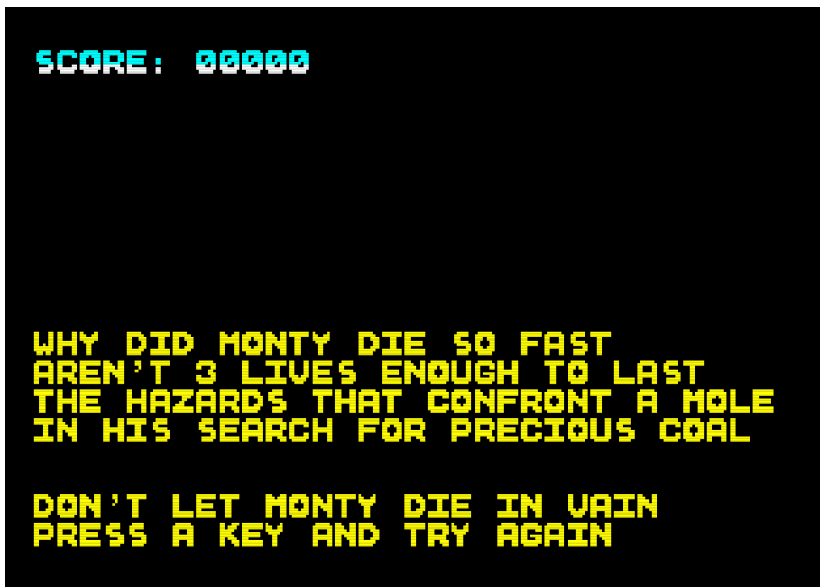 SCORE: 00000
WHY DID MONTY DIE SO FAST
AREN'T 3 LIVES ENOUGH TO LAST
THE HAZARDS THAT CONFRONT A MOLE
IN HIS SEARCH FOR PRECIOUS COAL
DON'T LET MONTY DIE IN VAIN
PRESS A KEY AND TRY AGAIN